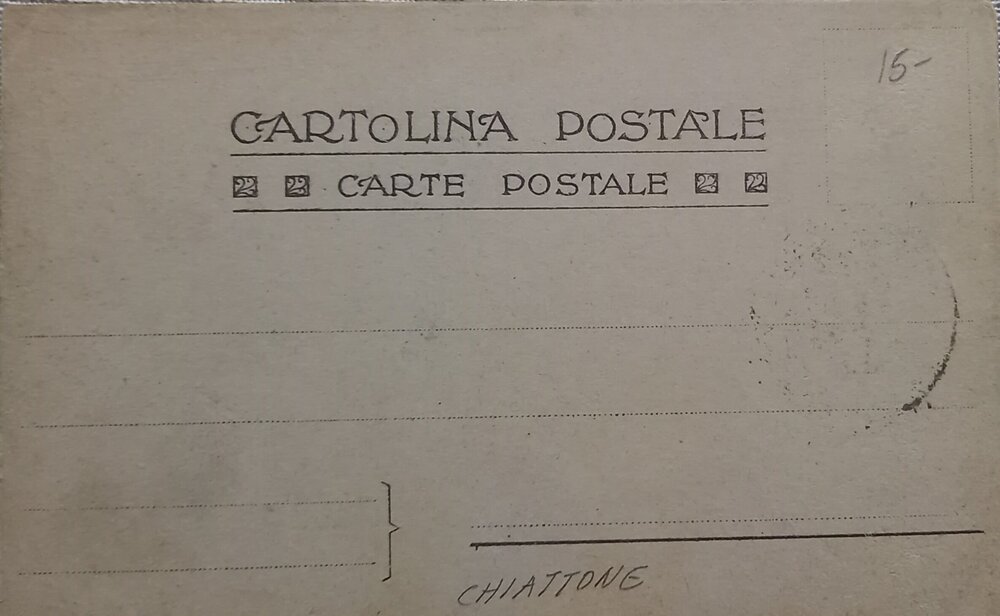 15-
CARTOLINA POSTALE
CARTE POSTALE
CHIATTONE